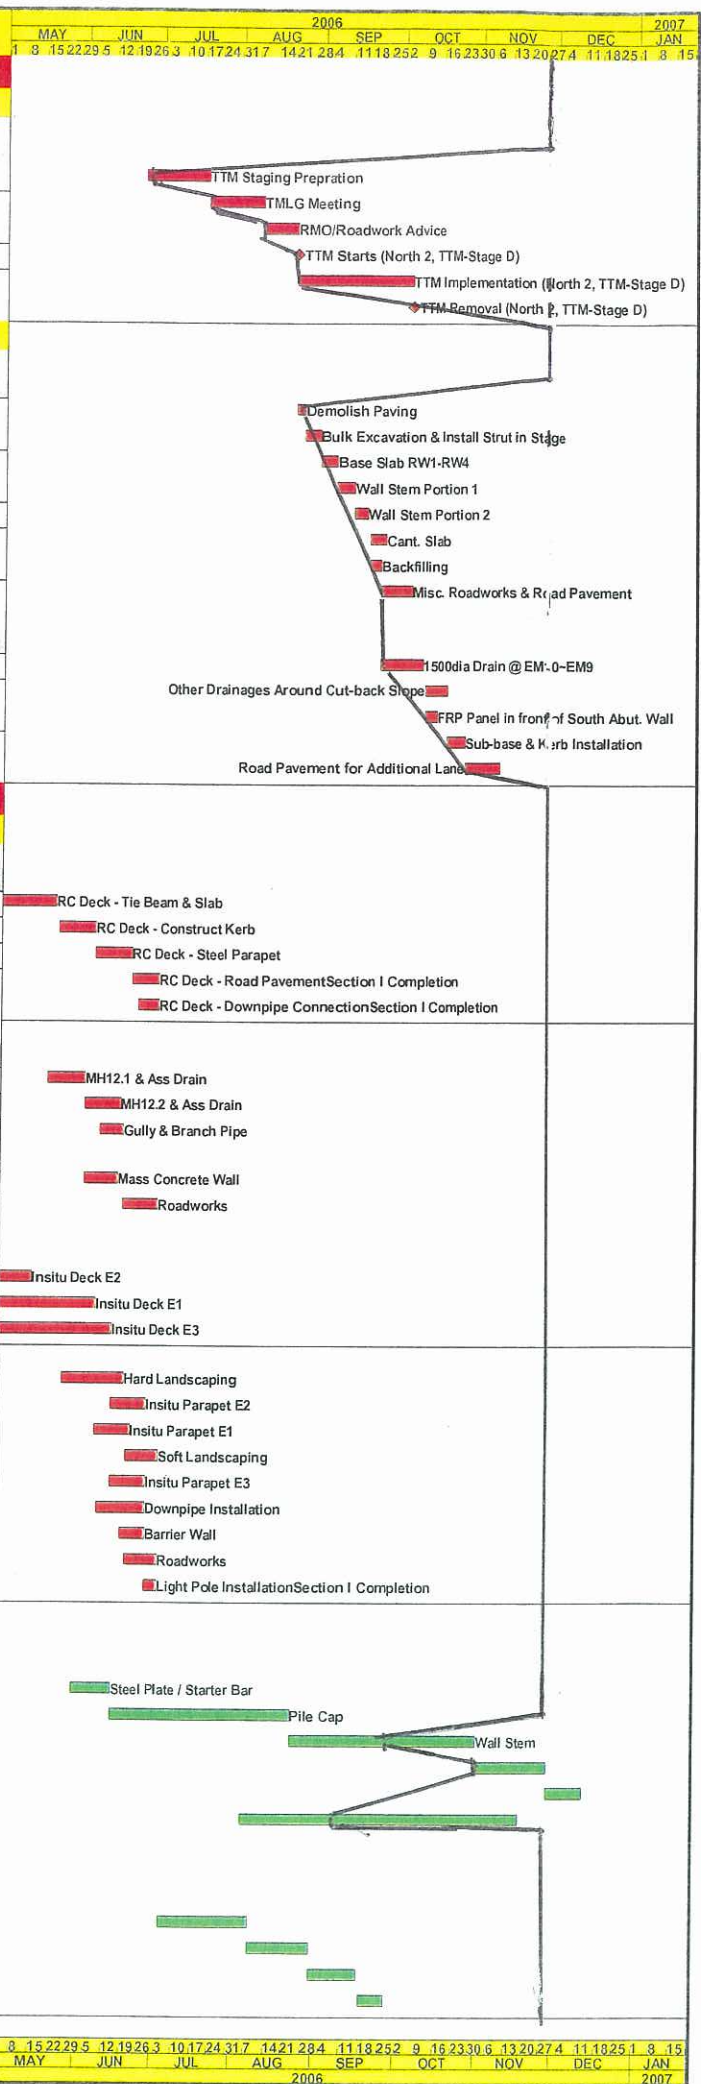 2006 2007
MAY JUN JUL AUG SEP OCT NOV DEC JAN
1 8 15 22 29 5 12 19 26 3 10 17 24 31 7 14 21 28 4 11 18 25 2 9 16 23 30 6 13 20 27 4 11 18 25 1 8 15
TTM Staging Prepration
TMLG Meeting
RMO/Roadwork Advice
TTM Starts (North 2, TTM-Stage D)
TTM Implementation (North 2, TTM-Stage D)
TTM Removal (North 2, TTM-Stage D)
Demolish Paving
Bulk Excavation & Install Strut in Stage
Base Slab RW1-RW4
Wall Stem Portion 1
Wall Stem Portion 2
Cant. Slab
Backfilling
Misc. Roadworks & Road Pavement
1500dia Drain @ EM10~EM9
Other Drainages Around Cut-back Slope
FRP Panel in front of South Abut. Wall
Sub-base & Kerb Installation
Road Pavement for Additional Lane
RC Deck - Tie Beam & Slab
RC Deck - Construct Kerb
RC Deck - Steel Parapet
RC Deck - Road PavementSection I Completion
RC Deck - Downpipe ConnectionSection I Completion
MH12.1 & Ass Drain
MH12.2 & Ass Drain
Gully & Branch Pipe
Mass Concrete Wall
Roadworks
Insitu Deck E2
Insitu Deck E1
Insitu Deck E3
Hard Landscaping
Insitu Parapet E2
Insitu Parapet E1
Soft Landscaping
Insitu Parapet E3
Downpipe Installation
Barrier Wall
Roadworks
Light Pole InstallationSection I Completion
Steel Plate / Starter Bar
Pile Cap
Wall Stem
8 15 22 29 5 12 19 26 3 10 17 24 31 7 14 21 28 4 11 18 25 2 9 16 23 30 6 13 20 27 4 11 18 25 1 8 15
MAY JUN JUL AUG SEP OCT NOV DEC JAN
2006 2007